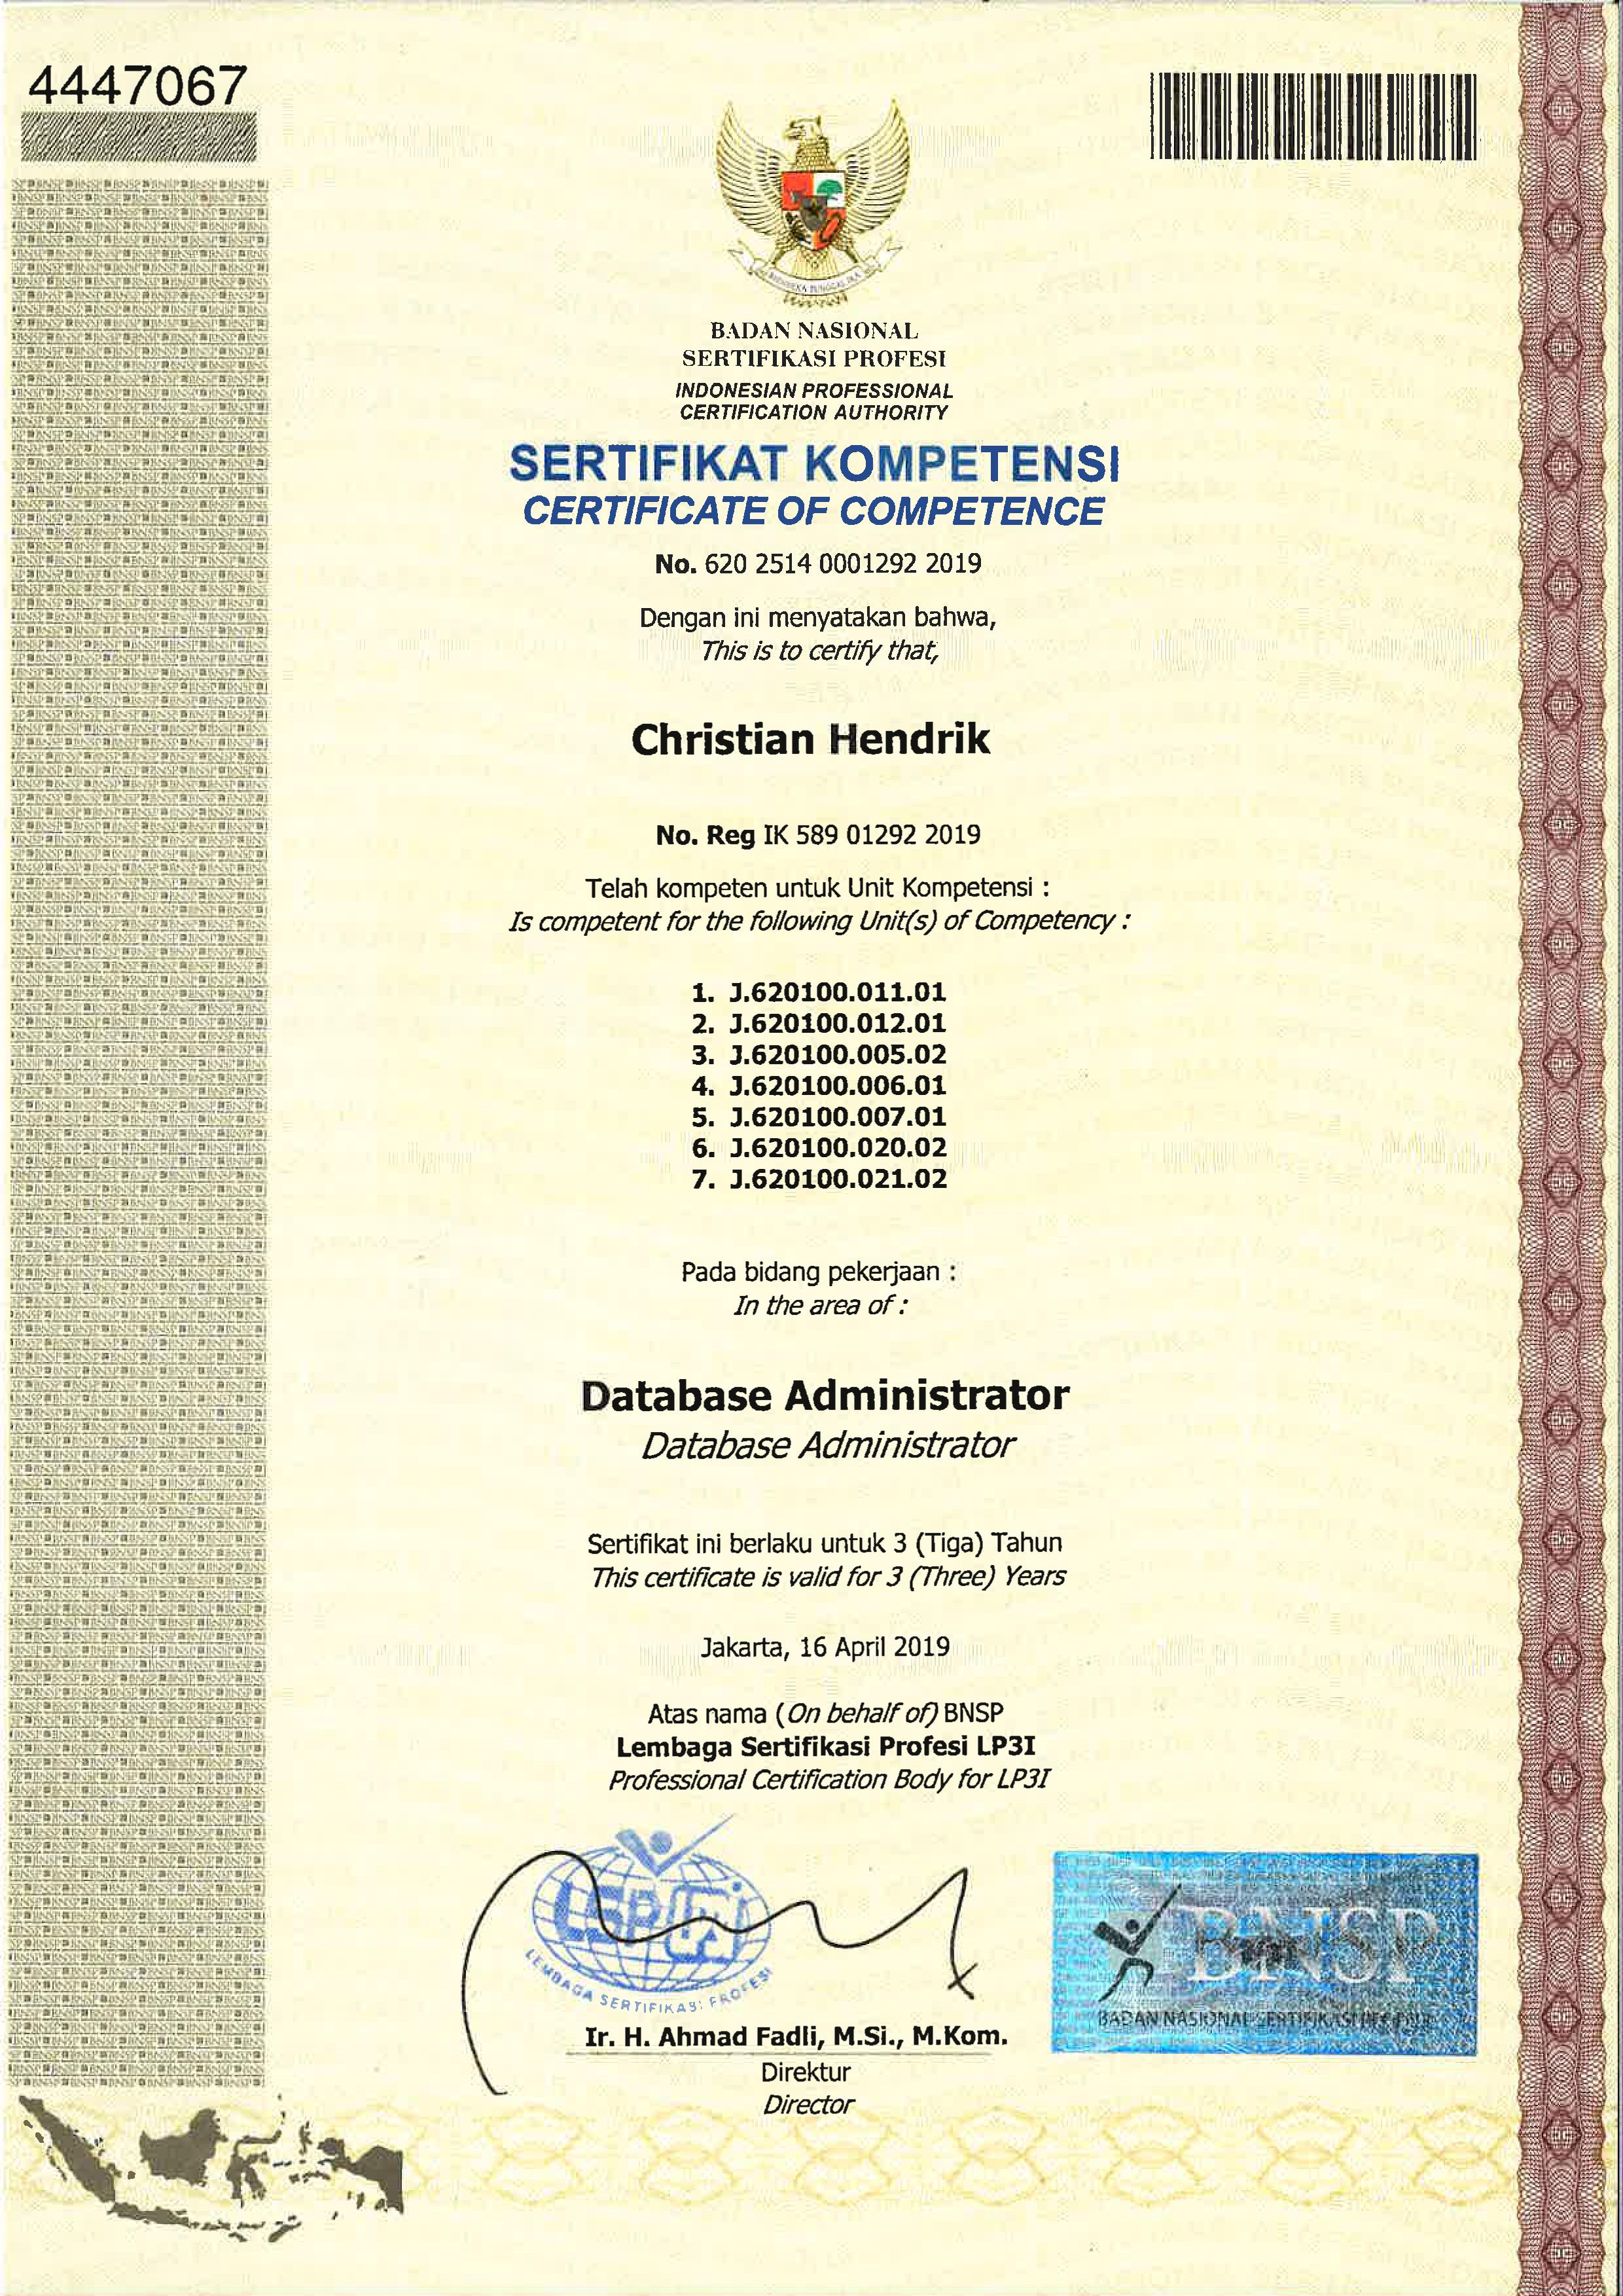 4447067
BADAN NASIONAL
SERTIFIKASI PROFESI
INDONESIAN PROFESSIONAL
CERTIFICATION AUTHORITY
SERTIFIKAT KOMPETENSI
CERTIFICATE OF COMPETENCE
No. 620 2514 0001292 2019
Dengan ini menyatakan bahwa,
This is to certify that,
Christian Hendrik
No. Reg IK 589 01292 2019
Telah kompeten untuk Unit Kompetensi :
Is competent for the following Unit(s) of Competency :
1. J.620100.011.01
2. J.620100.012.01
3. J.620100.005.02
4. J.620100.006.01
5. J.620100.007.01
6. J.620100.020.02
7. J.620100.021.02
Pada bidang pekerjaan :
In the area of :
Database Administrator
Database Administrator
Sertifikat ini berlaku untuk 3 (Tiga) Tahun
This certificate is valid for 3 (Three) Years
Jakarta, 16 April 2019
Atas nama (On behalf of) BNSP
Lembaga Sertifikasi Profesi LP3I
Professional Certification Body for LP3I
LSP
LEMBAGA SERTIFIKASI PROFESI
BNSP
BADAN NASIONAL SERTIFIKASI
Ir. H. Ahmad Fadli, M.Si., M.Kom.
Direktur
Director